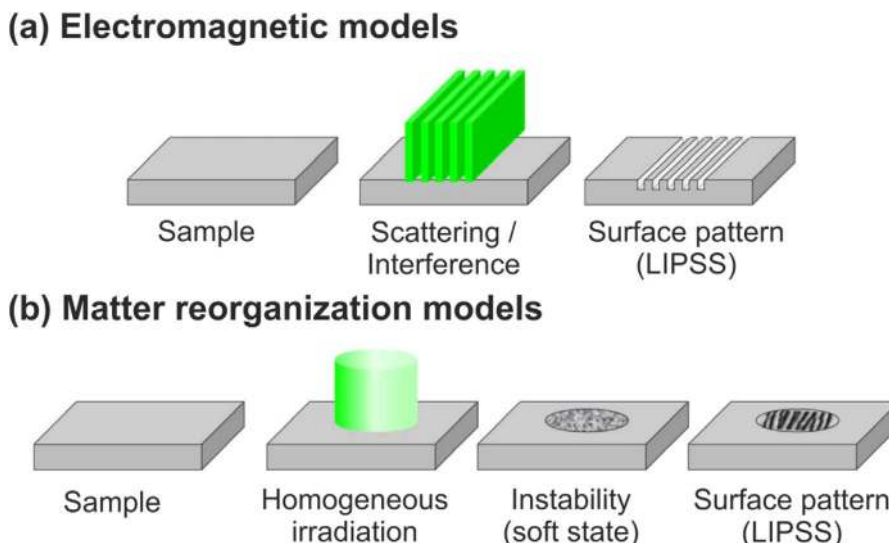 (a) Electromagnetic models
Sample
Scattering /
Interference
Surface pattern
(LIPSS)
(b) Matter reorganization models
Sample
Homogeneous
irradiation
Instability
(soft state)
Surface pattern
(LIPSS)